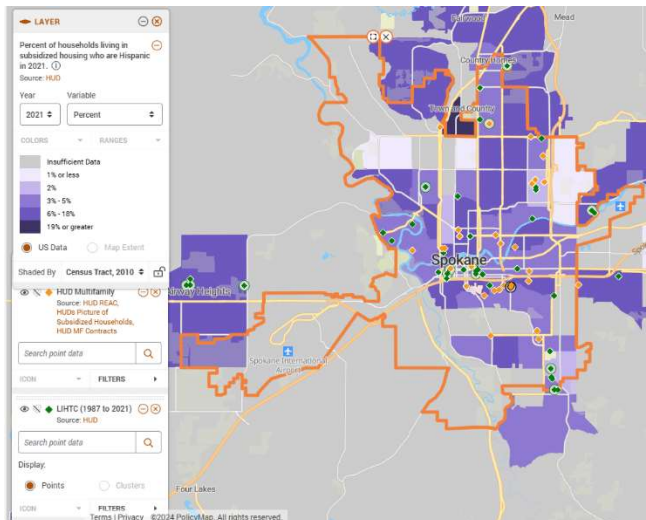 LAYER
Percent of households living in
subsidized housing who are Hispanic
in 2021.
Source: HUD
Year Variable
2021 Percent
COLORS RANGES
Insufficient Data
1% or less
2%
3% - 5%
6% - 18%
19% or greater
US Data Map Extent
Shaded By Census Tract, 2010
HUD Multifamily
Source: HUD REAC,
HUDs Picture of
Subsidized Households,
HUD MF Contracts
Search point data
ICON FILTERS
LIHTC (1987 to 2021)
Source: HUD
Search point data
Display:
Points Clusters
ICON FILTERS
Fairwood
Mead
Country Homes
Town and Country
Spokane
Airway Heights
Spokane International
Airport
Four Lakes
Terms | Privacy ©2024 PolicyMap. All rights reserved.